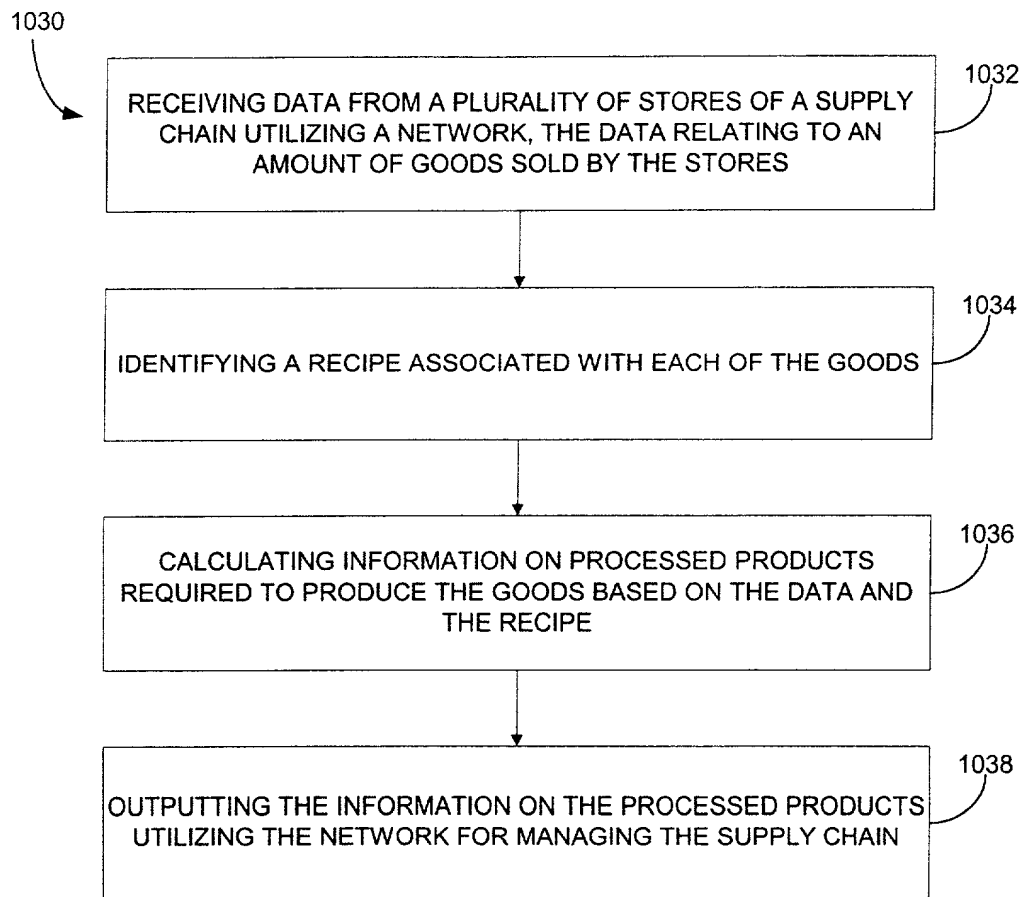 1030
1032
RECEIVING DATA FROM A PLURALITY OF STORES OF A SUPPLY
CHAIN UTILIZING A NETWORK, THE DATA RELATING TO AN
AMOUNT OF GOODS SOLD BY THE STORES
1034
IDENTIFYING A RECIPE ASSOCIATED WITH EACH OF THE GOODS
1036
CALCULATING INFORMATION ON PROCESSED PRODUCTS
REQUIRED TO PRODUCE THE GOODS BASED ON THE DATA AND
THE RECIPE
1038
OUTPUTTING THE INFORMATION ON THE PROCESSED PRODUCTS
UTILIZING THE NETWORK FOR MANAGING THE SUPPLY CHAIN